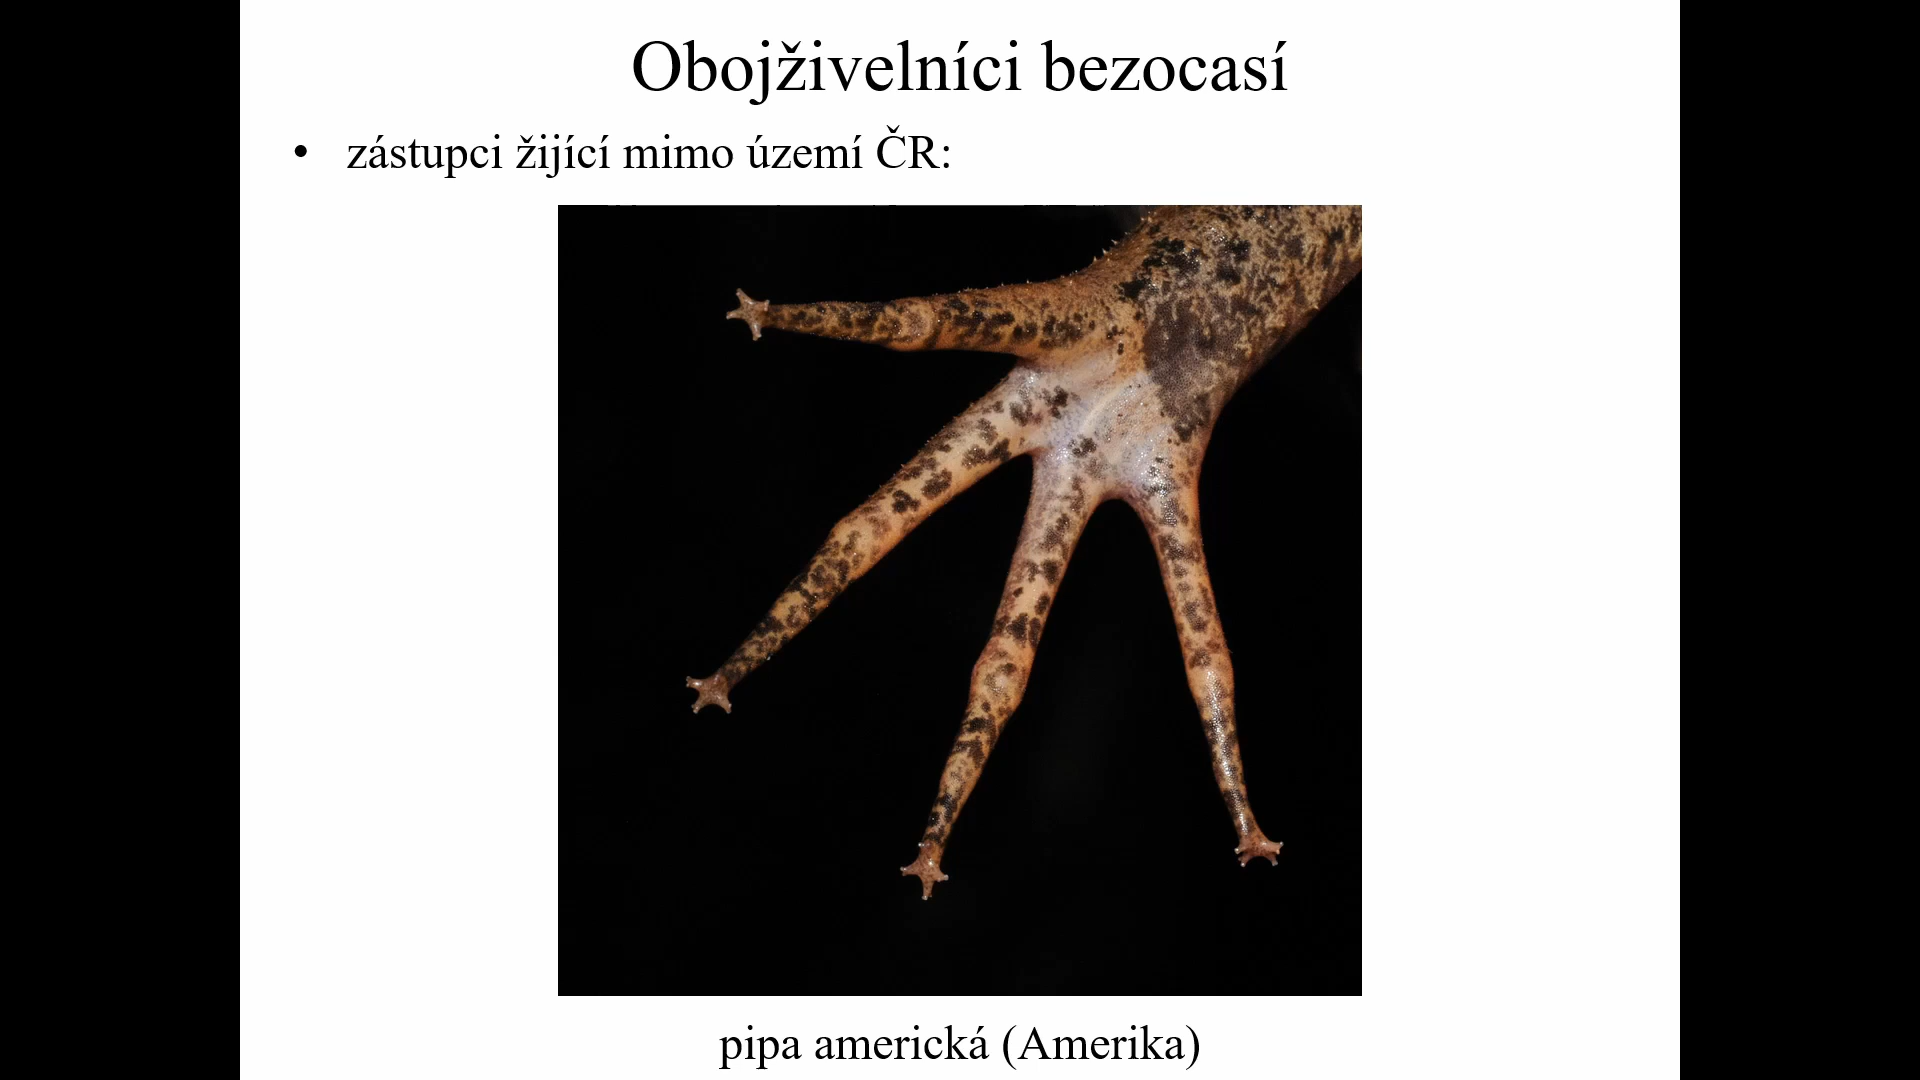 Obojživelníci bezocasí
• zástupci žijící mimo území ČR:
pipa americká (Amerika)